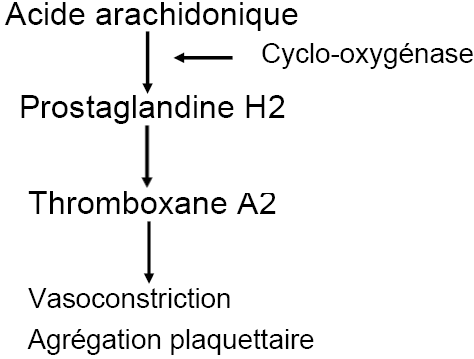 Acide arachidonique
Cyclo-oxygénase
Prostaglandine H2
Thromboxane A2
Vasoconstriction
Agrégation plaquettaire